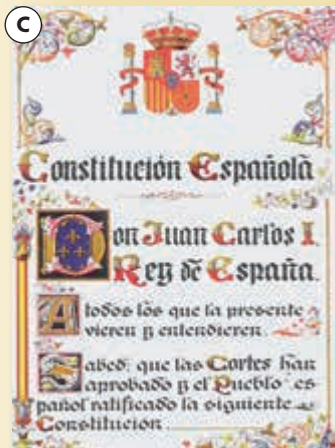 C
Constitución Española
Don Juan Carlos I.
Rey de España.
A todos los que la presente
vieren y entendieren.
Sabed: que las Cortes han
aprobado y el Pueblo es
pañol ratificado la siguiente
Constitución